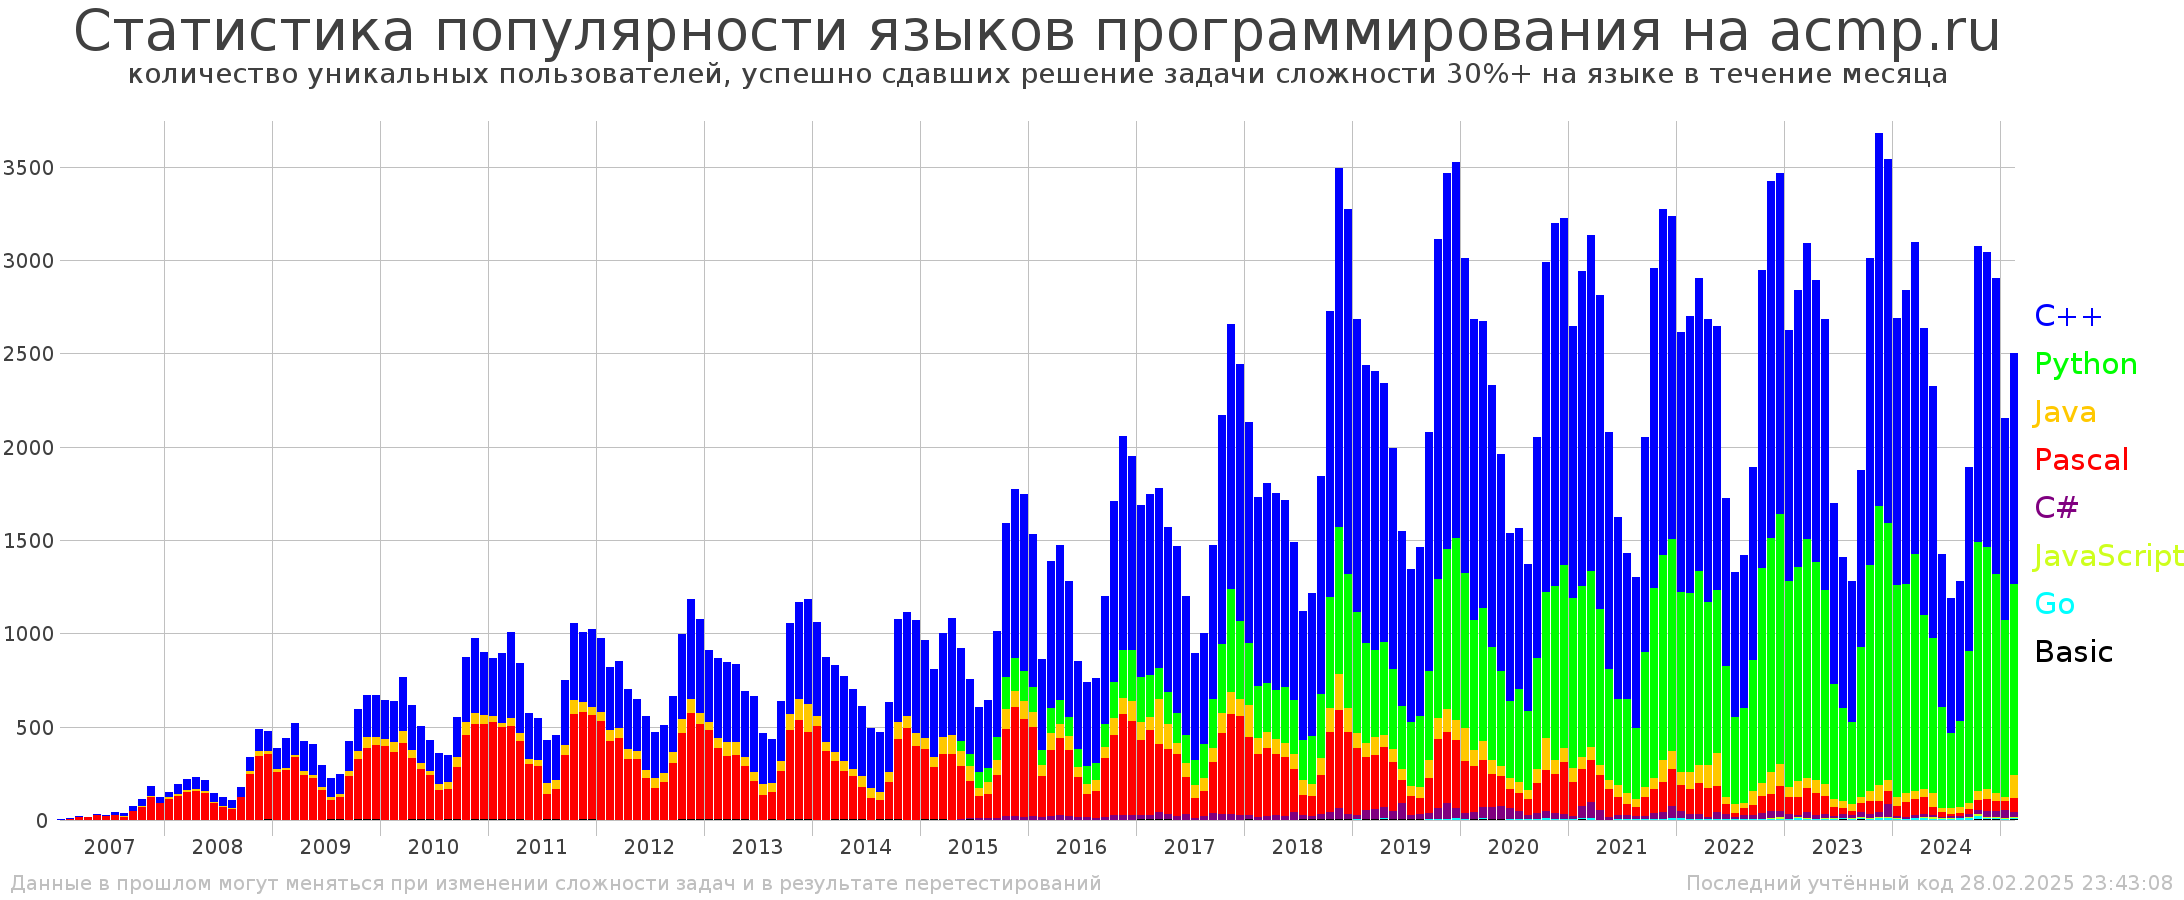 Статистика популярности языков программирования на acmp.ru
количество уникальных пользователей, успешно сдавших решение задачи сложности 30%+ на языке в течение месяца
3500
3000
2500
2000
1500
1000
500
0
C++
Python
Java
Pascal
C#
JavaScript
Go
Basic
2007 2008 2009 2010 2011 2012 2013 2014 2015 2016 2017 2018 2019 2020 2021 2022 2023 2024
Данные в прошлом могут меняться при изменении сложности задач и в результате перетестирований
Последний учтённый код 28.02.2025 23:43:08